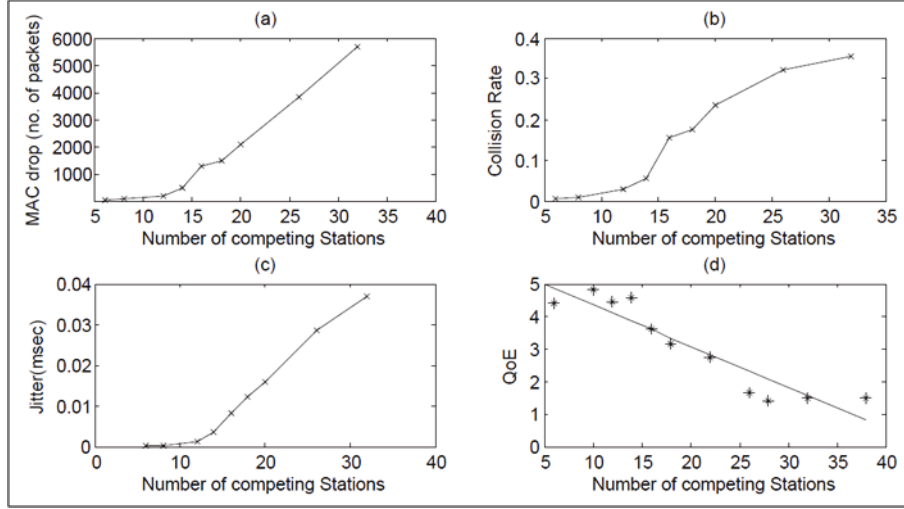 (a)
MAC drop (no. of packets)
6000
5000
4000
3000
2000
1000
5 10 15 20 25 30 35 40
Number of competing Stations
(b)
Collision Rate
0.4
0.3
0.2
0.1
0
5 10 15 20 25 30 35
Number of competing Stations
(c)
Jitter(msec)
0.04
0.03
0.02
0.01
0
0 10 20 30 40
Number of competing Stations
(d)
QoE
5
4
3
2
1
0
5 10 15 20 25 30 35 40
Number of competing Stations